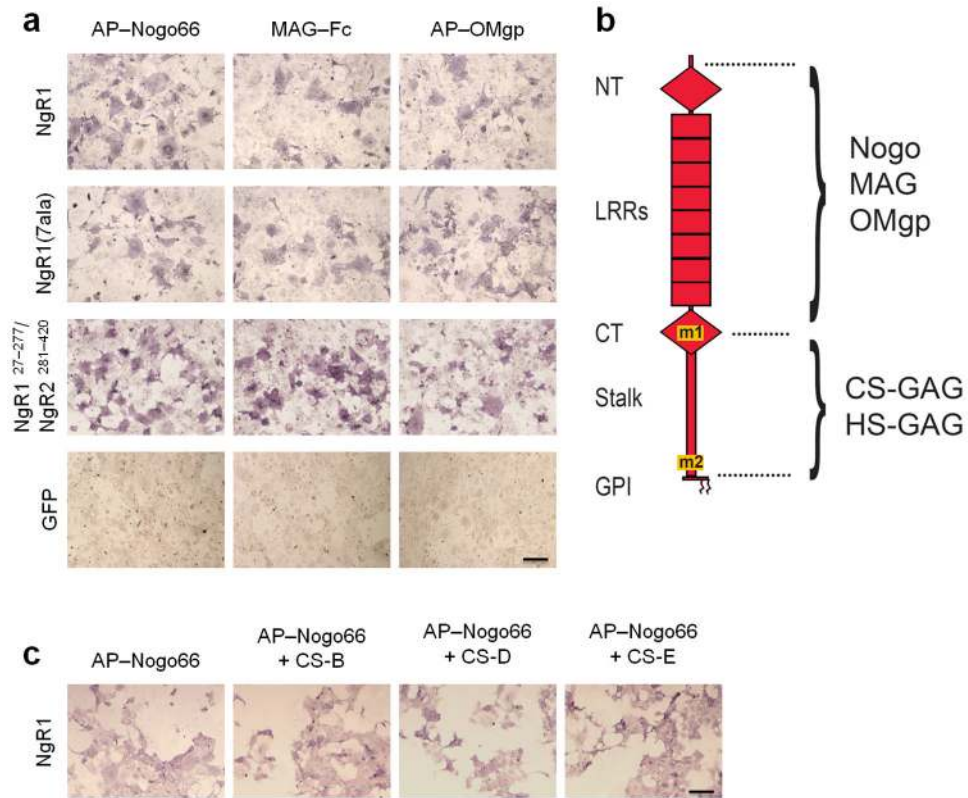 a
AP–Nogo66 MAG–Fc AP–OMgp
NgR1
NgR1(7ala)
NgR1 27–277/
NgR2 281–420
GFP
b
NT
LRRs
CT
m1
Stalk
m2
GPI
Nogo
MAG
OMgp
CS-GAG
HS-GAG
c
AP–Nogo66
AP–Nogo66
+ CS-B
AP–Nogo66
+ CS-D
AP–Nogo66
+ CS-E
NgR1